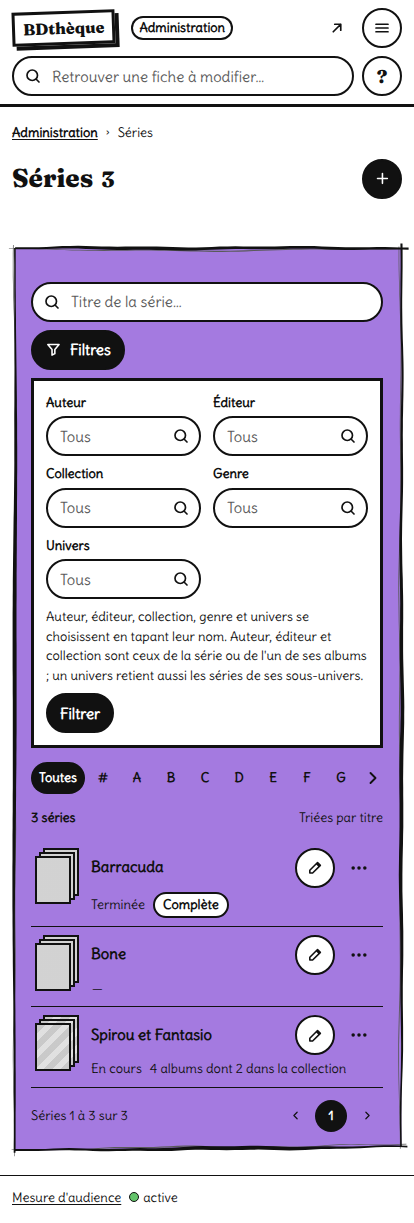 BDthèque
Administration
Retrouver une fiche à modifier...
?
Administration › Séries
Séries 3
Titre de la série...
Filtres
Auteur
Éditeur
Tous
Tous
Collection
Genre
Tous
Tous
Univers
Tous
Auteur, éditeur, collection, genre et univers se
choisissent en tapant leur nom. Auteur, éditeur et
collection sont ceux de la série ou de l'un de ses albums
; un univers retient aussi les séries de ses sous-univers.
Filtrer
Toutes # A B C D E F G
3 séries
Triées par titre
Barracuda
Terminée Complète
Bone
—
Spirou et Fantasio
En cours 4 albums dont 2 dans la collection
Séries 1 à 3 sur 3
‹ 1 ›
Mesure d'audience active